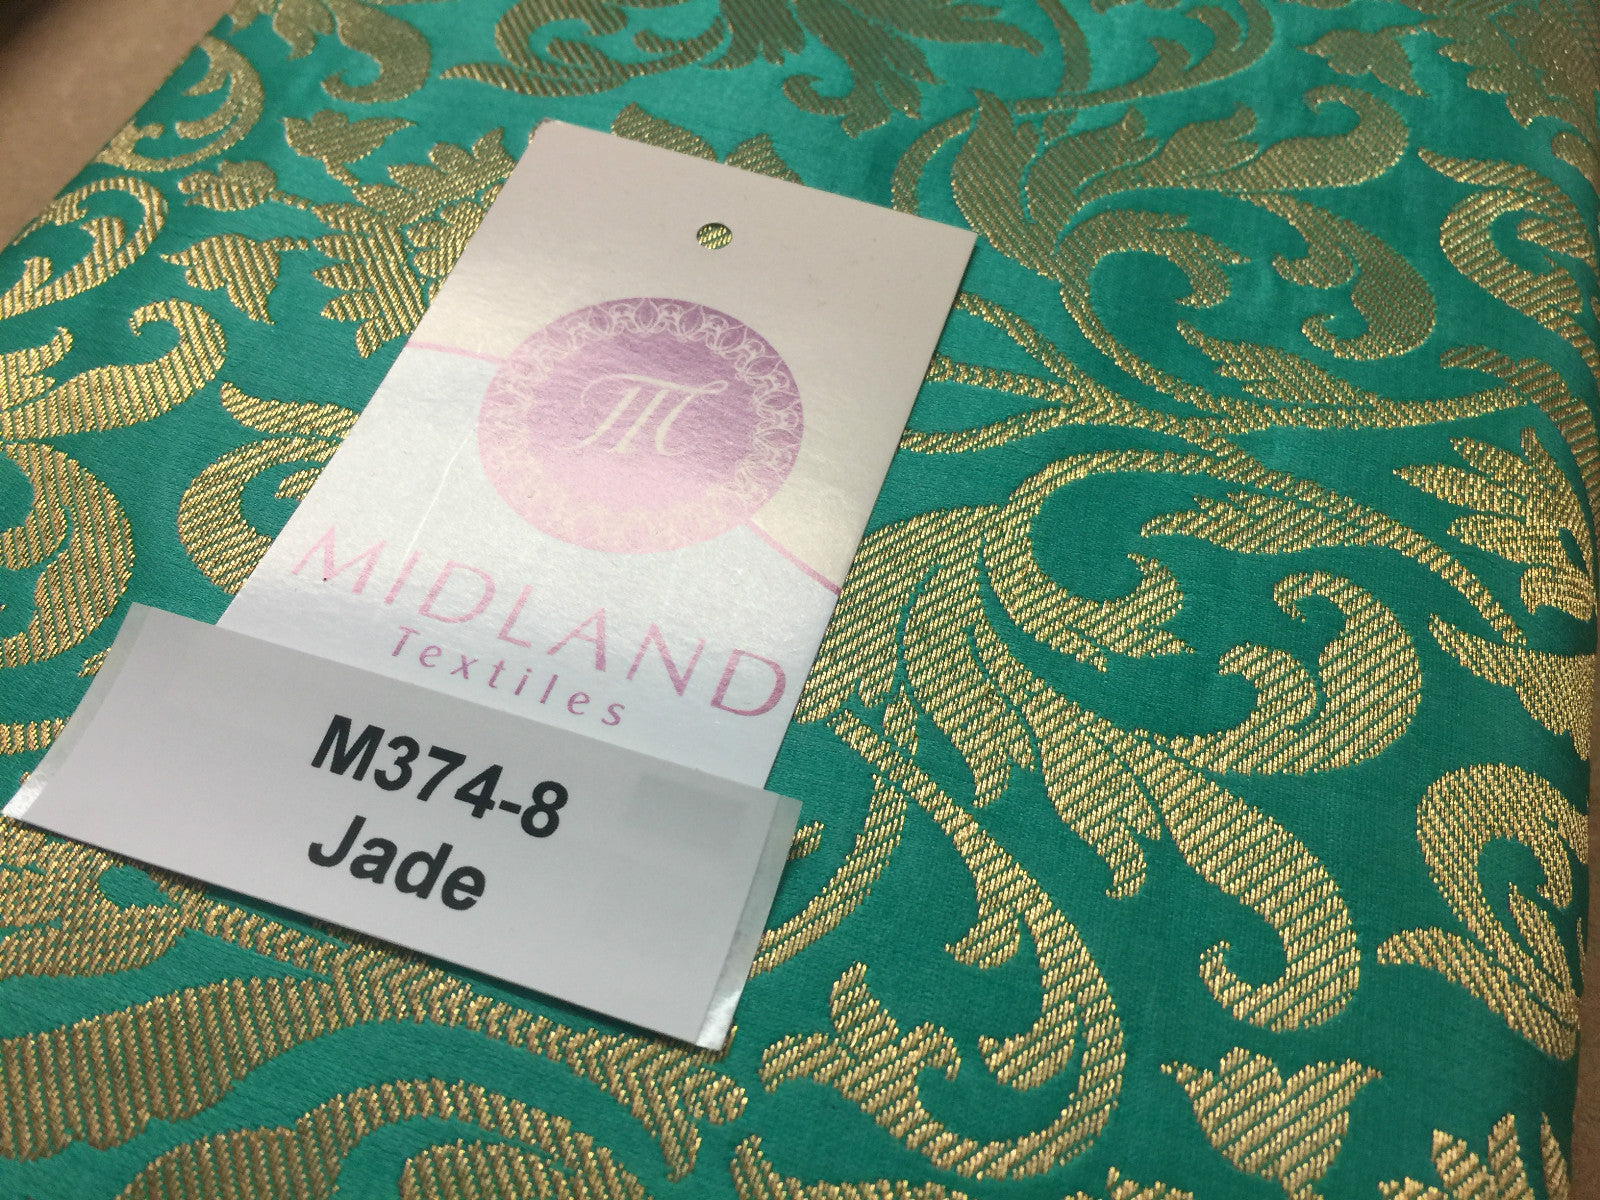 M
MIDLAND
Textiles
M374-8
Jade